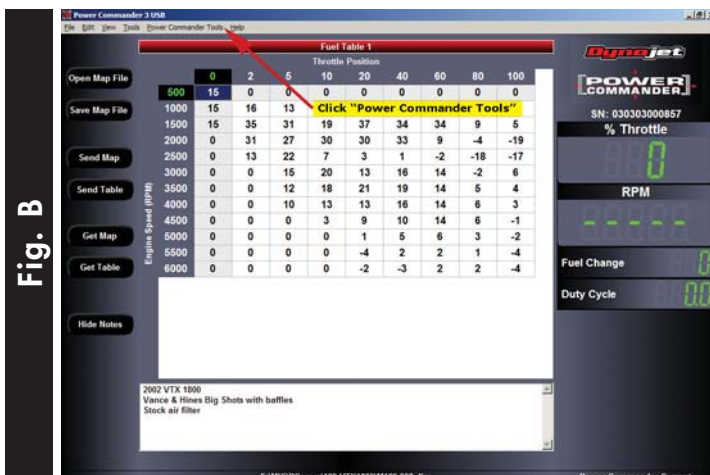 Fig. B
Power Commander 3 USB
File Edit View Tools Power Commander Tools Help
Fuel Table 1
Throttle Position
0 2 5 10 20 40 60 80 100
Engine Speed (RPM)
500 15 0 0 0 0 0 0 0 0
1000 15 16 13
Click "Power Commander Tools"
1500 15 35 31 19 37 34 34 9 5
2000 0 31 27 30 30 33 9 -4 -19
2500 0 13 22 7 3 1 -2 -18 -17
3000 0 0 15 20 13 16 14 -2 6
3500 0 0 12 18 21 19 14 5 4
4000 0 0 10 13 13 16 14 6 3
4500 0 0 0 3 9 10 14 6 -1
5000 0 0 0 0 1 5 6 3 -2
5500 0 0 0 0 -4 2 2 1 -4
6000 0 0 0 0 -2 -3 2 2 -4
Open Map File
Save Map File
Send Map
Send Table
Get Map
Get Table
Hide Notes
Dynojet
POWER
COMMANDER
SN: 030303000857
% Throttle
0
RPM
-----
Fuel Change
0
Duty Cycle
0.0
2002 VTX 1800
Vance & Hines Big Shots with baffles
Stock air filter